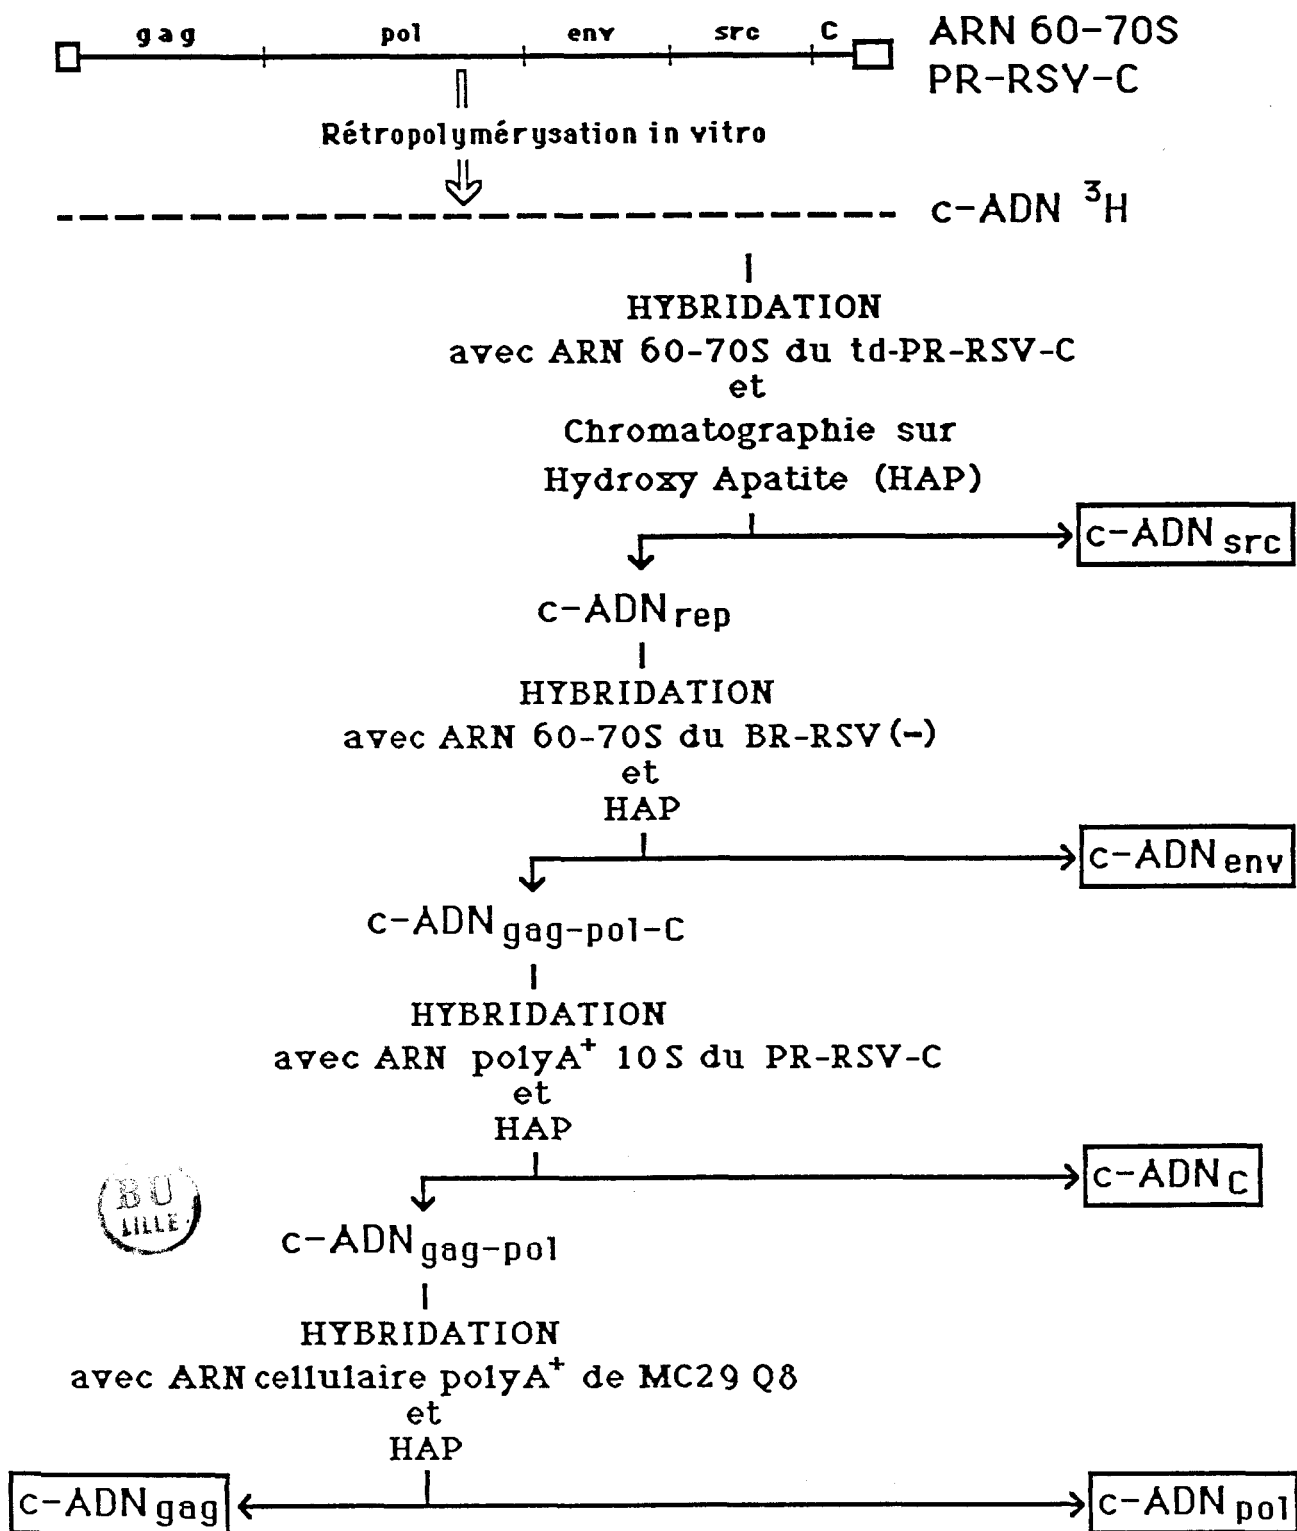 gag pol env src C
ARN 60-70S
PR-RSV-C
Rétropolymérysation in vitro
c-ADN ³H
HYBRIDATION
avec ARN 60-70S du td-PR-RSV-C
et
Chromatographie sur
Hydroxy Apatite (HAP)
c-ADN src
c-ADN rep
HYBRIDATION
avec ARN 60-70S du BR-RSV(-)
et
HAP
c-ADN env
c-ADN gag-pol-C
HYBRIDATION
avec ARN polyA⁺ 10S du PR-RSV-C
et
HAP
c-ADN C
BU
LILLE
c-ADN gag-pol
HYBRIDATION
avec ARN cellulaire polyA⁺ de MC29 Q8
et
HAP
c-ADN gag
c-ADN pol